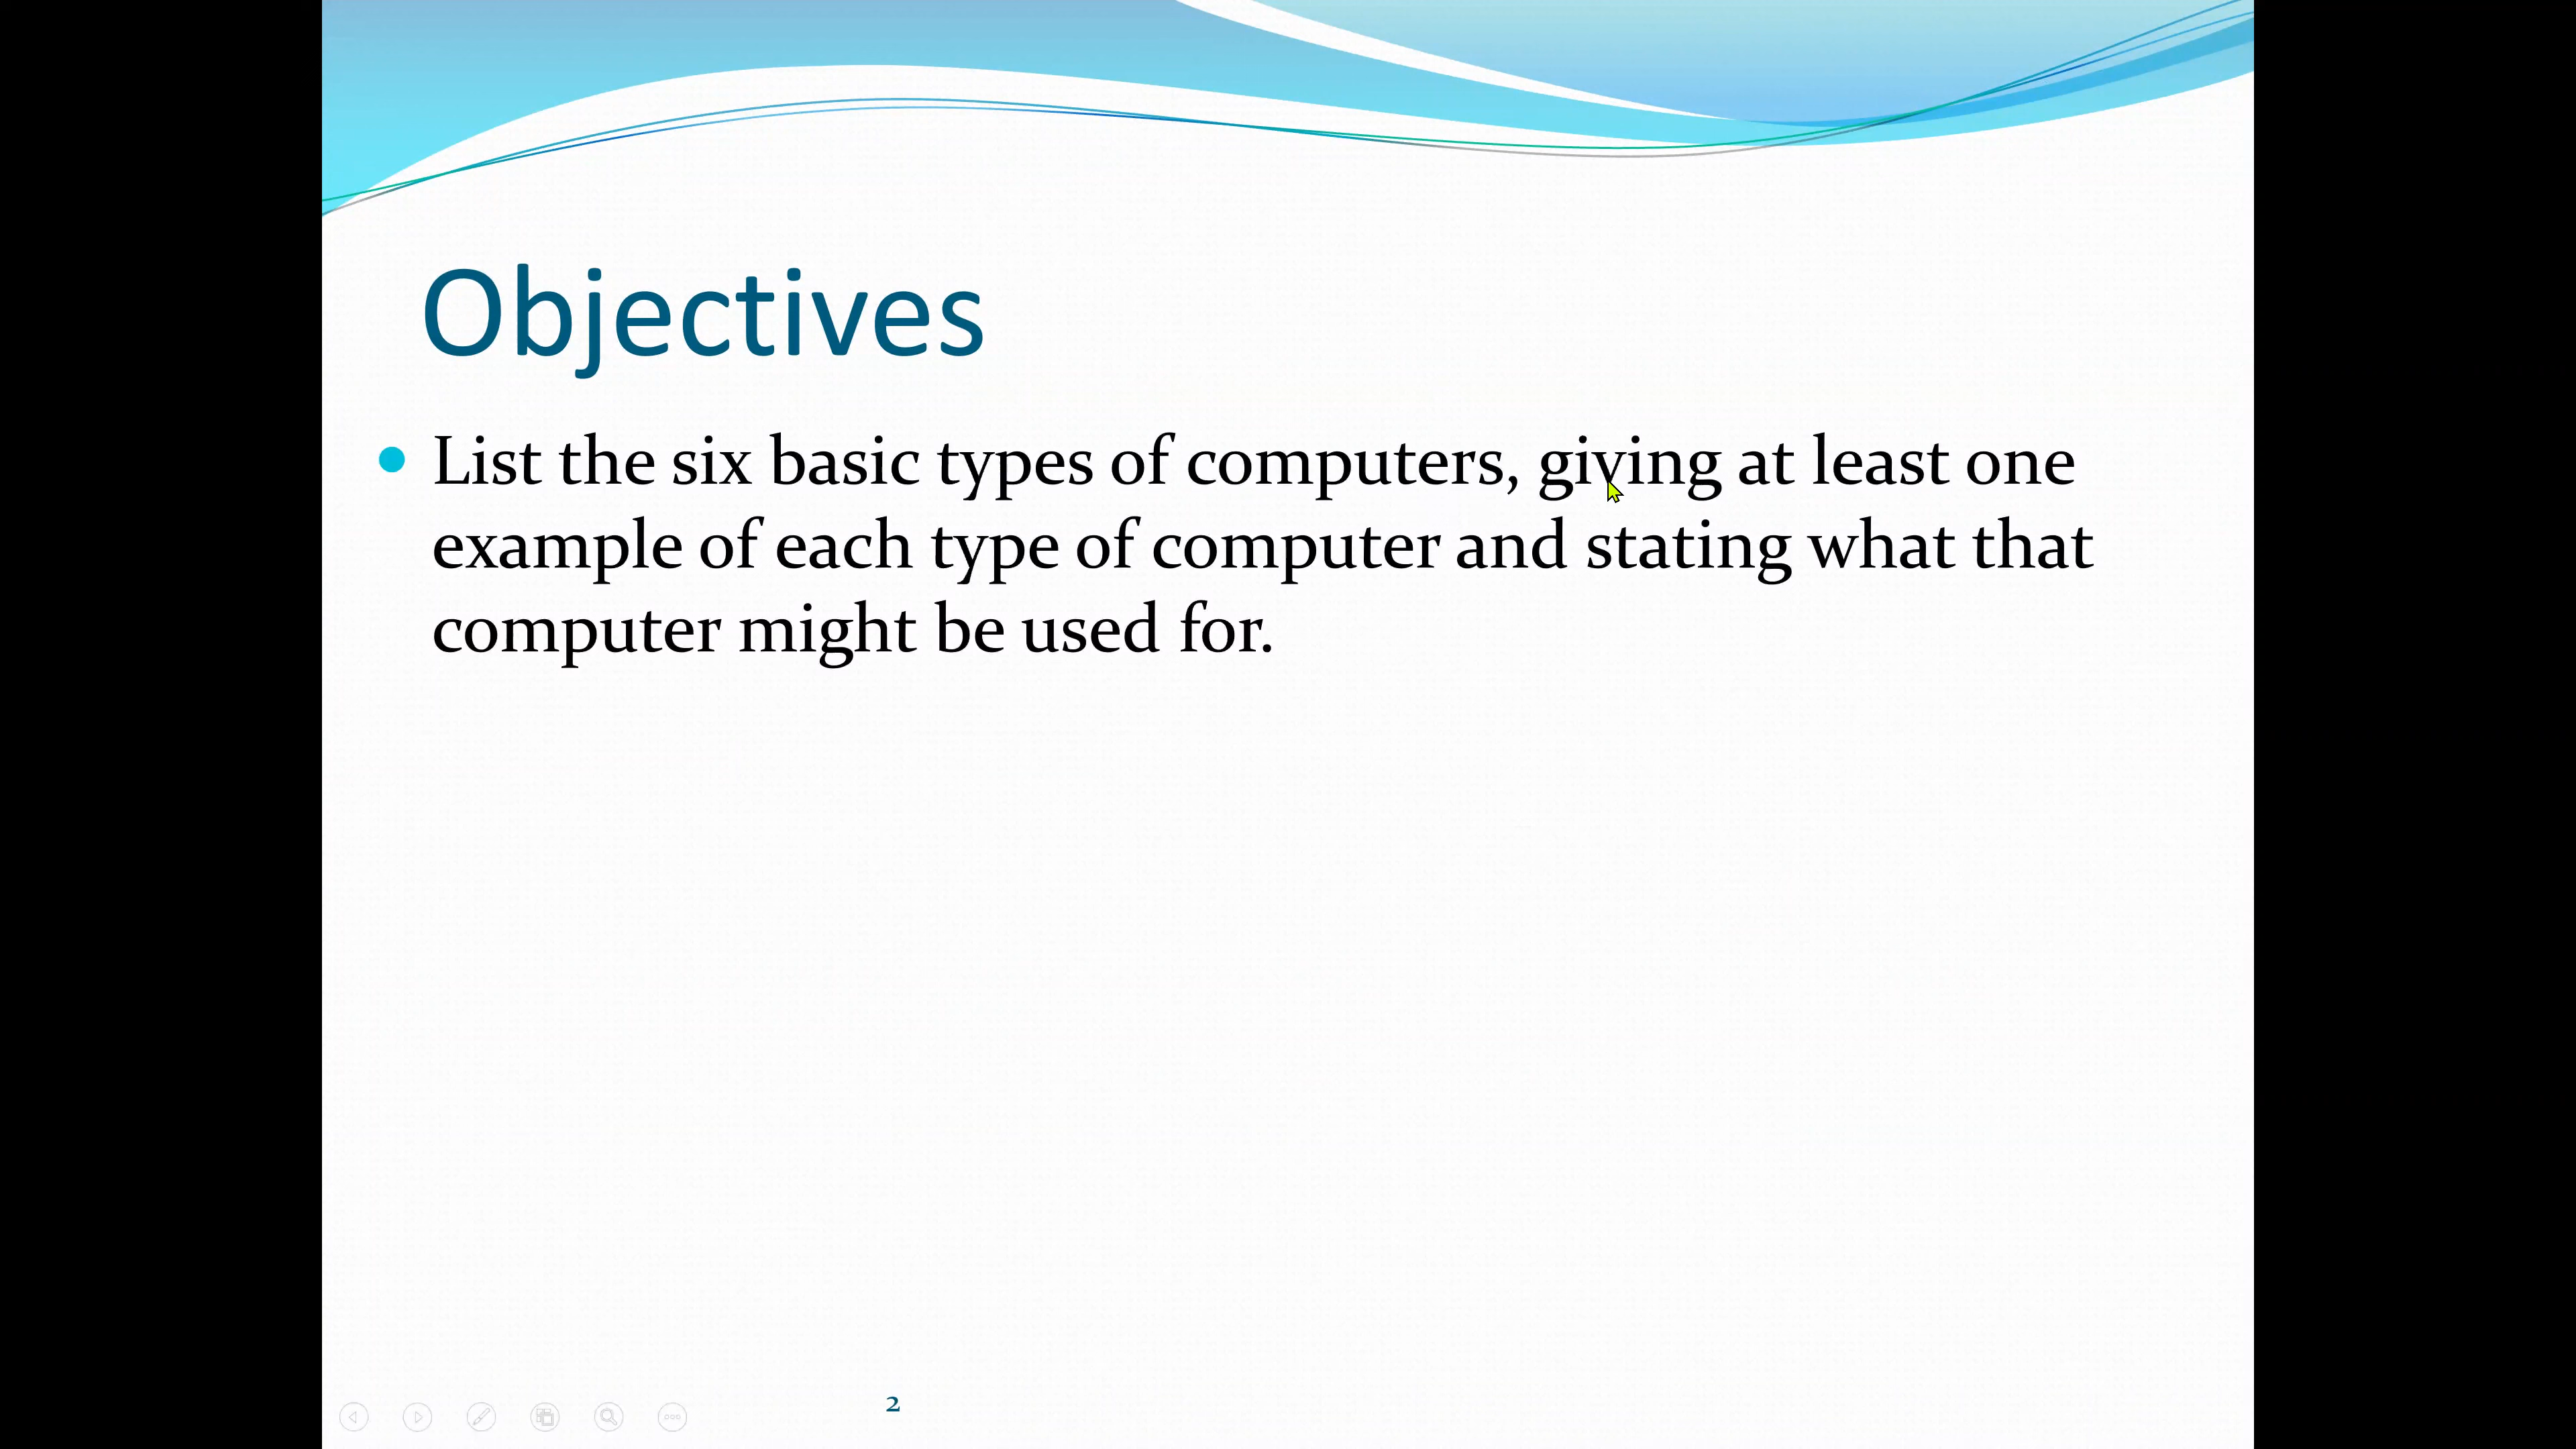 Objectives
List the six basic types of computers, giving at least one
example of each type of computer and stating what that
computer might be used for.
2